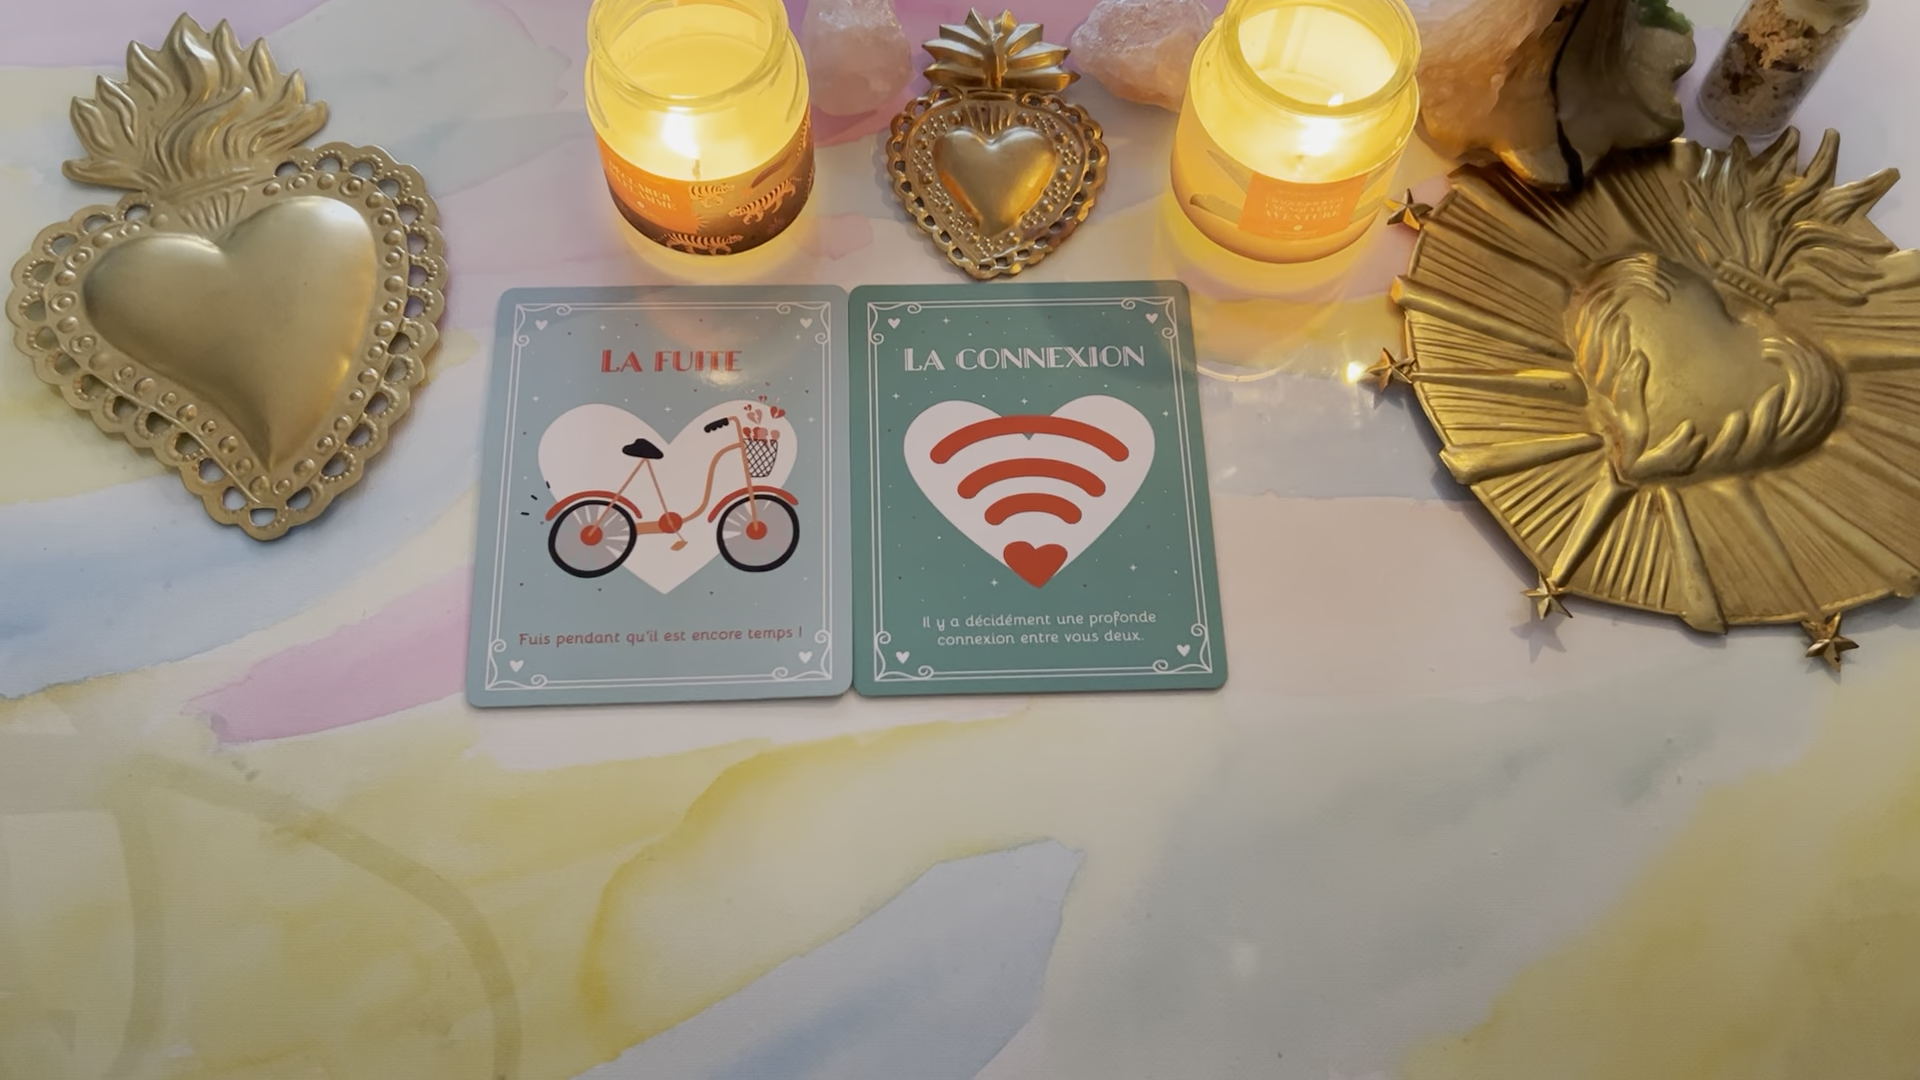 LA FUITE
Fuis pendant qu'il est encore temps !
LA CONNEXION
Il y a décidément une profonde
connexion entre vous deux.